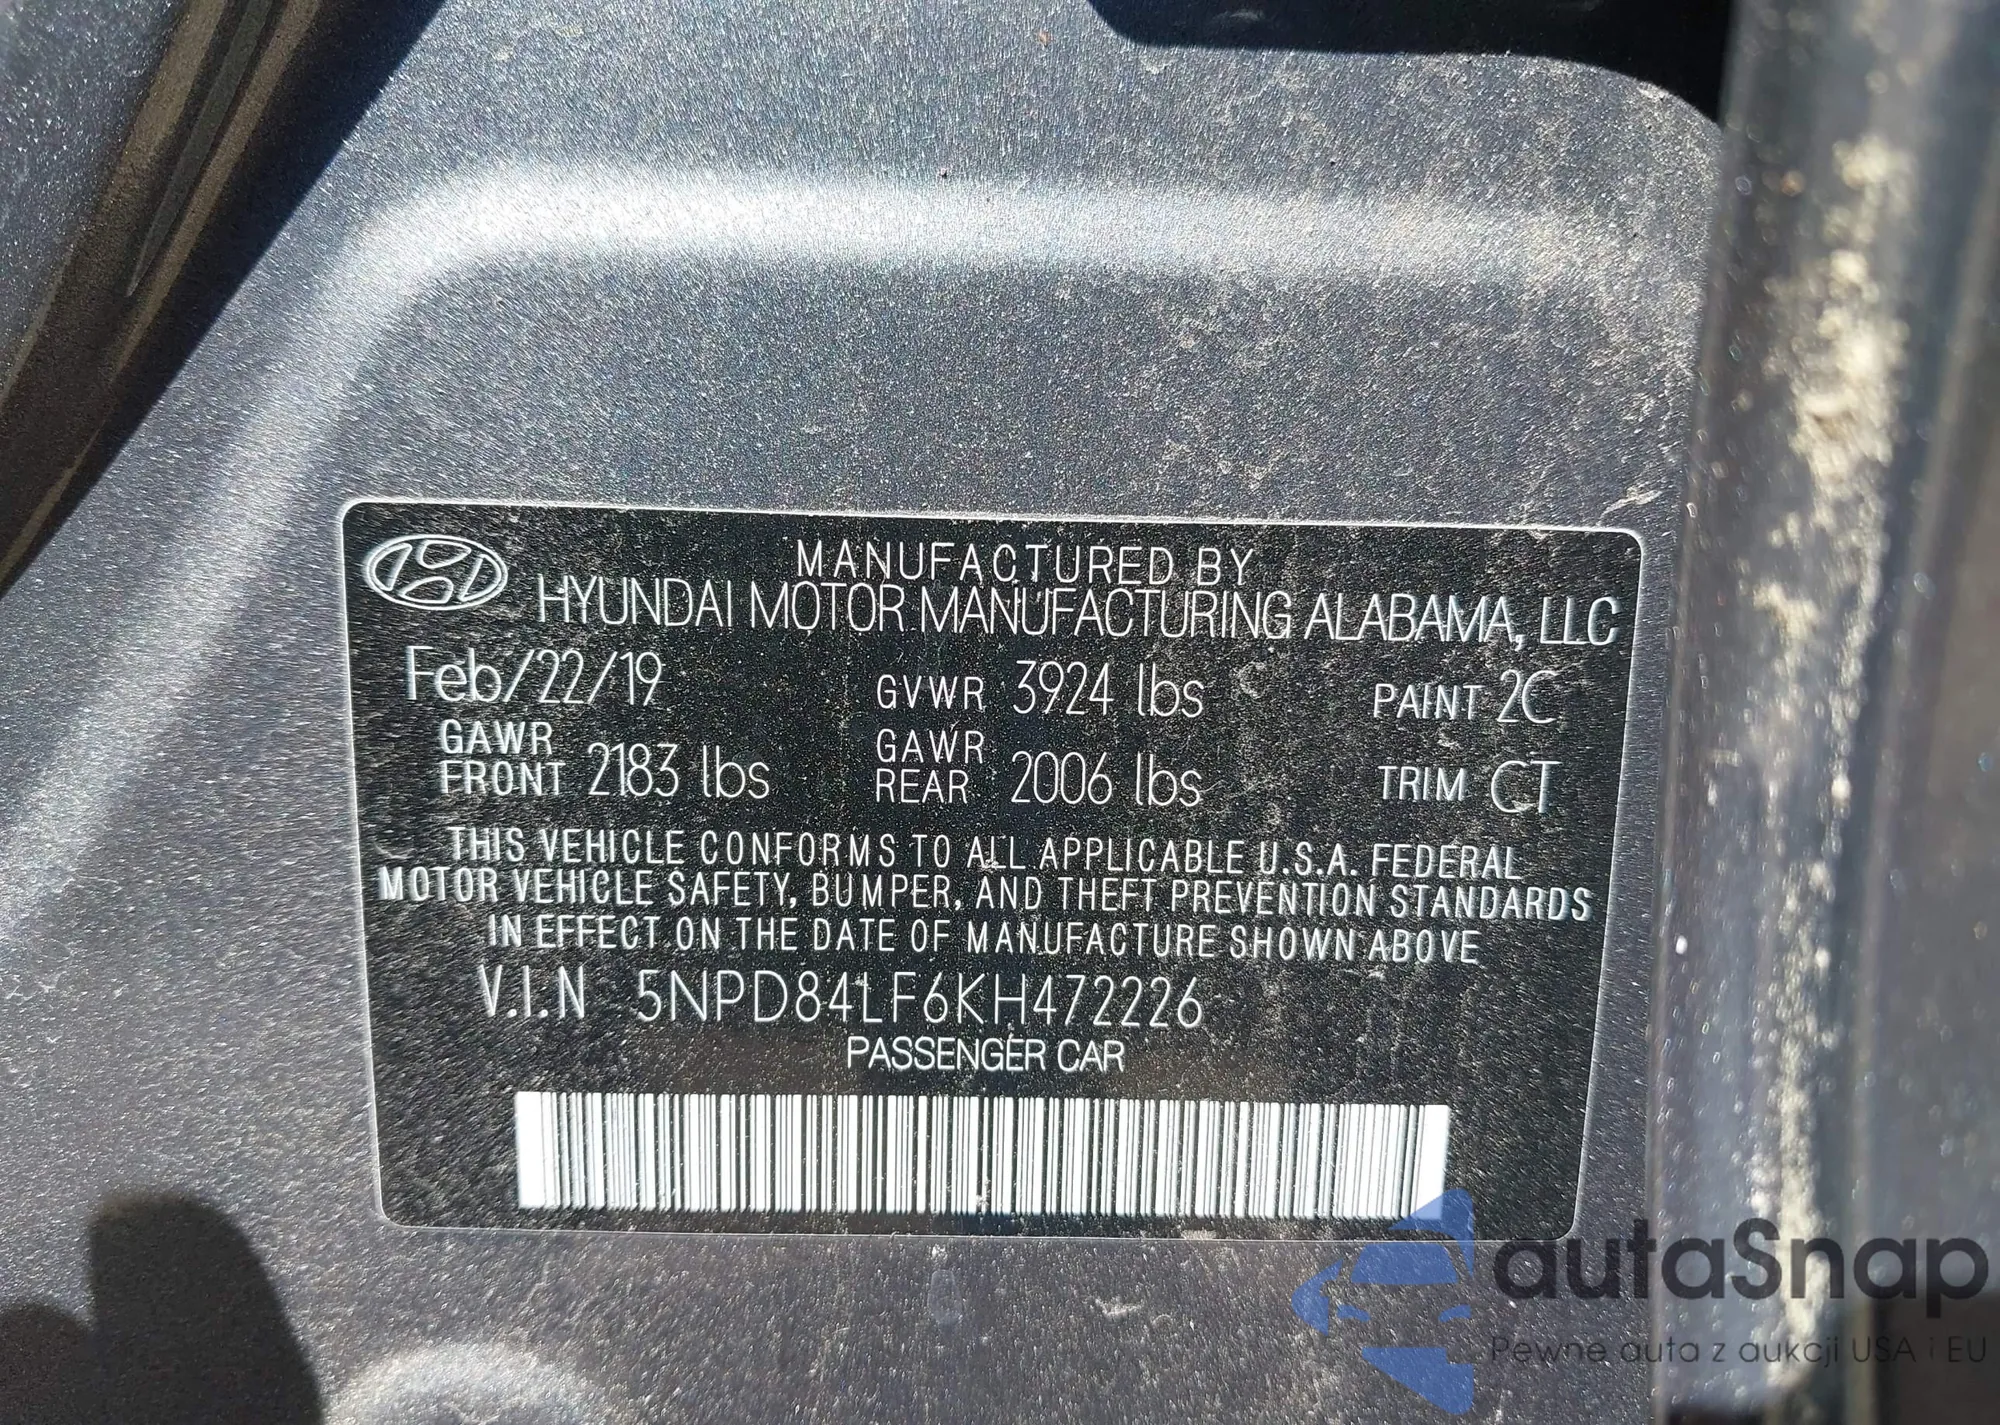 MANUFACTURED BY
HYUNDAI MOTOR MANUFACTURING ALABAMA, LLC
Feb/22/19 GVWR 3924 lbs PAINT 2C
GAWR FRONT 2183 lbs GAWR REAR 2006 lbs TRIM CT
THIS VEHICLE CONFORMS TO ALL APPLICABLE U.S.A. FEDERAL
MOTOR VEHICLE SAFETY, BUMPER, AND THEFT PREVENTION STANDARDS
IN EFFECT ON THE DATE OF MANUFACTURE SHOWN ABOVE
V.I.N 5NPD84LF6KH472226
PASSENGER CAR
autaSnap
Pewne auta z aukcji USA i EU